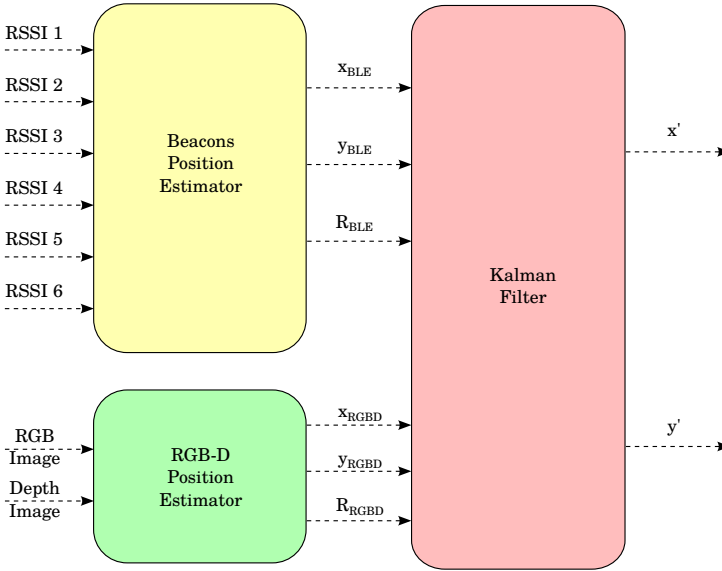 RSSI 1
RSSI 2
RSSI 3
RSSI 4
RSSI 5
RSSI 6
Beacons
Position
Estimator
x_BLE
y_BLE
R_BLE
RGB
Image
Depth
Image
RGB-D
Position
Estimator
x_RGBD
y_RGBD
R_RGBD
Kalman
Filter
x'
y'